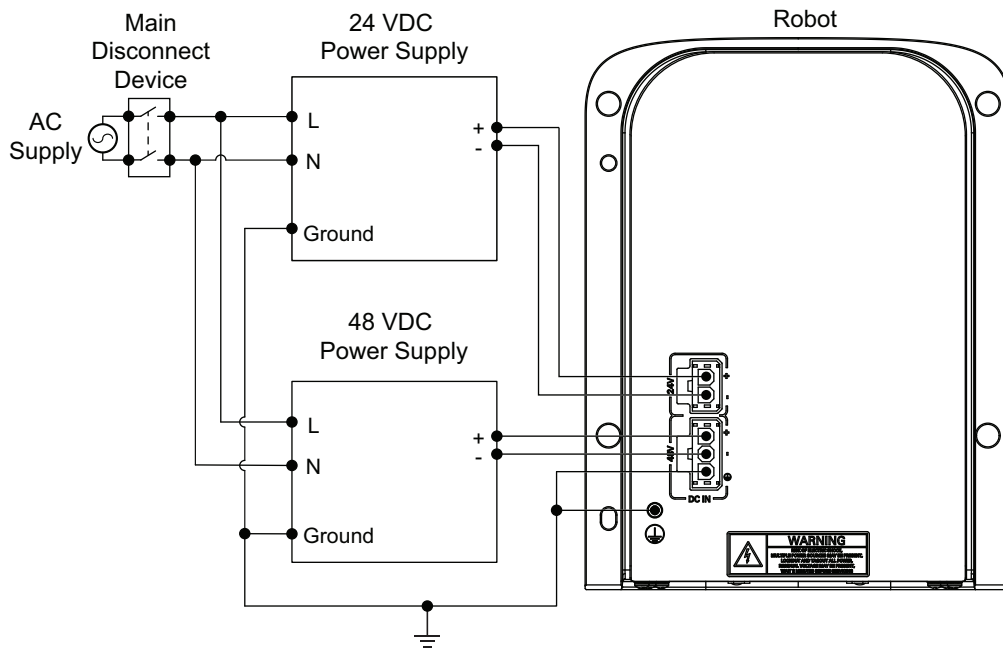 Main
Disconnect
Device
24 VDC
Power Supply
Robot
AC
Supply
L
N
Ground
+
-
48 VDC
Power Supply
L
N
Ground
+
-
24V
+
-
48V
+
-
DC IN
WARNING